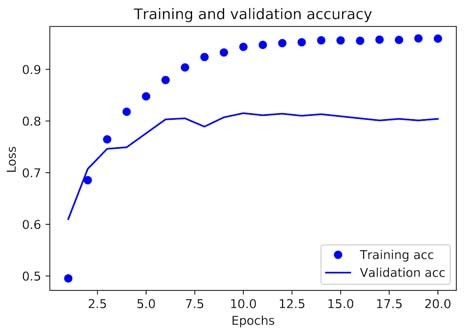 Training and validation accuracy
Loss
0.9
0.8
0.7
0.6
0.5
Training acc
Validation acc
2.5 5.0 7.5 10.0 12.5 15.0 17.5 20.0
Epochs